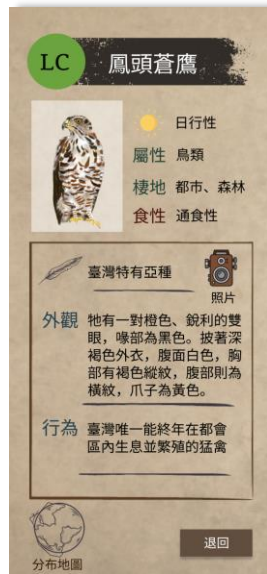 LC
鳳頭蒼鷹
日行性
屬性 鳥類
棲地 都市、森林
食性 通食性
臺灣特有亞種
照片
外觀 牠有一對橙色、銳利的雙
眼，喙部為黑色。披著深
褐色外衣，腹面白色，胸
部有褐色縱紋，腹部則為
橫紋，爪子為黃色。
行為 臺灣唯一能終年在都會
區內生息並繁殖的猛禽
分布地圖
退回